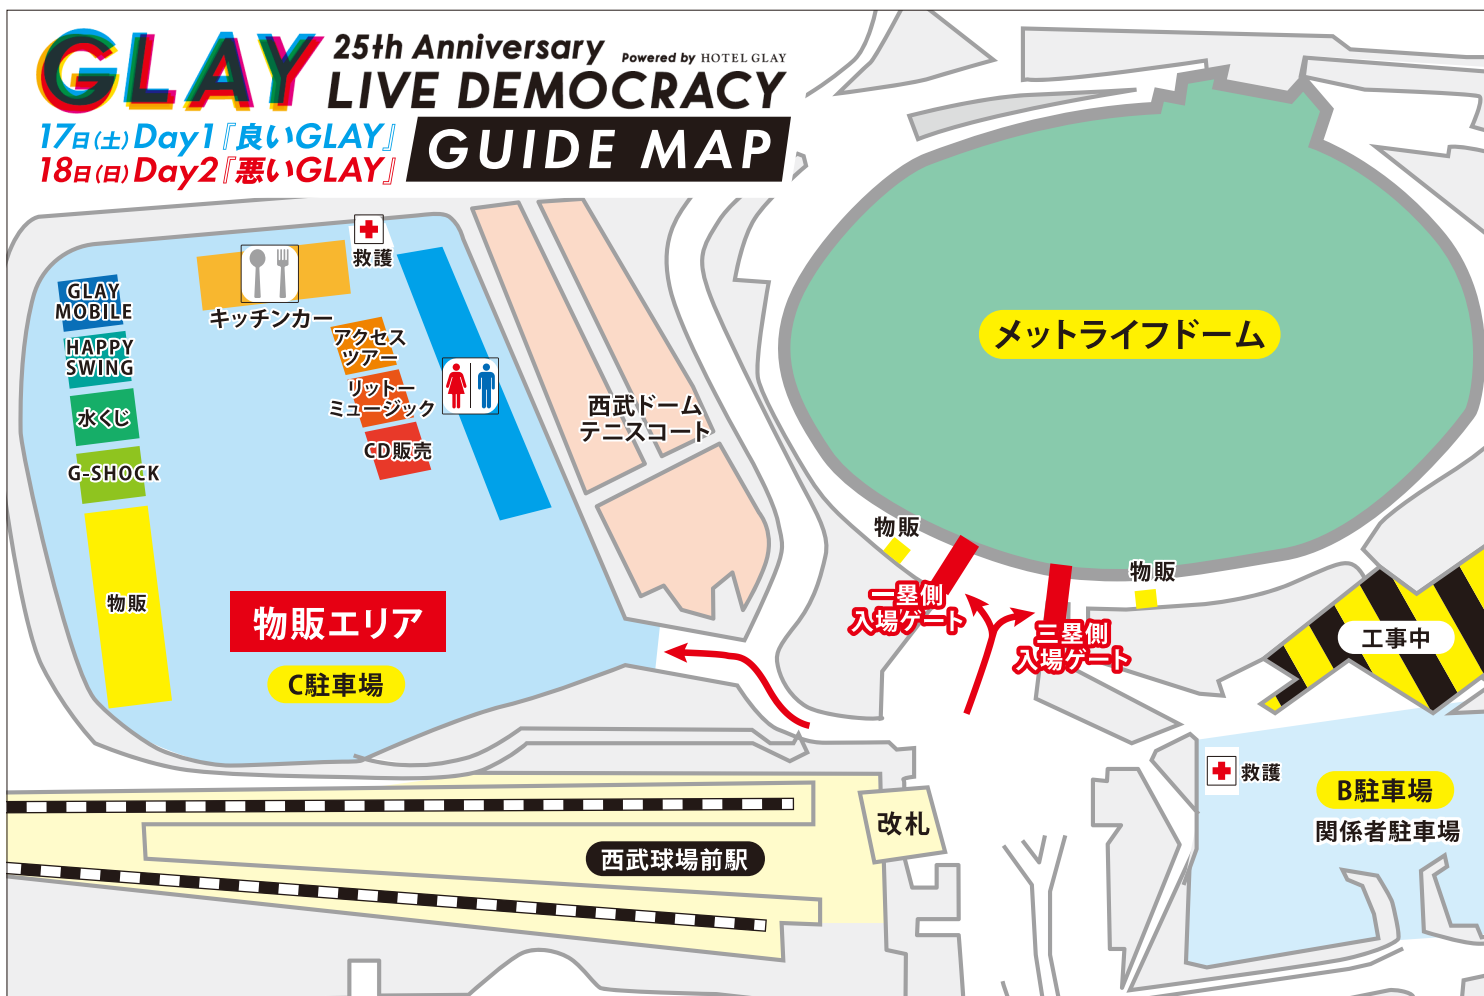 GLAY
25th Anniversary
Powered by HOTEL GLAY
LIVE DEMOCRACY
17日(土) Day1『良いGLAY』
18日(日) Day2『悪いGLAY』
GUIDE MAP
救護
GLAY
MOBILE
キッチンカー
HAPPY
SWING
アクセス
ツアー
リットー
ミュージック
水くじ
CD販売
G-SHOCK
西武ドーム
テニスコート
メットライフドーム
物販
物販
一塁側
入場ゲート
三塁側
入場ゲート
物販
物販エリア
C駐車場
工事中
救護
B駐車場
関係者駐車場
改札
西武球場前駅